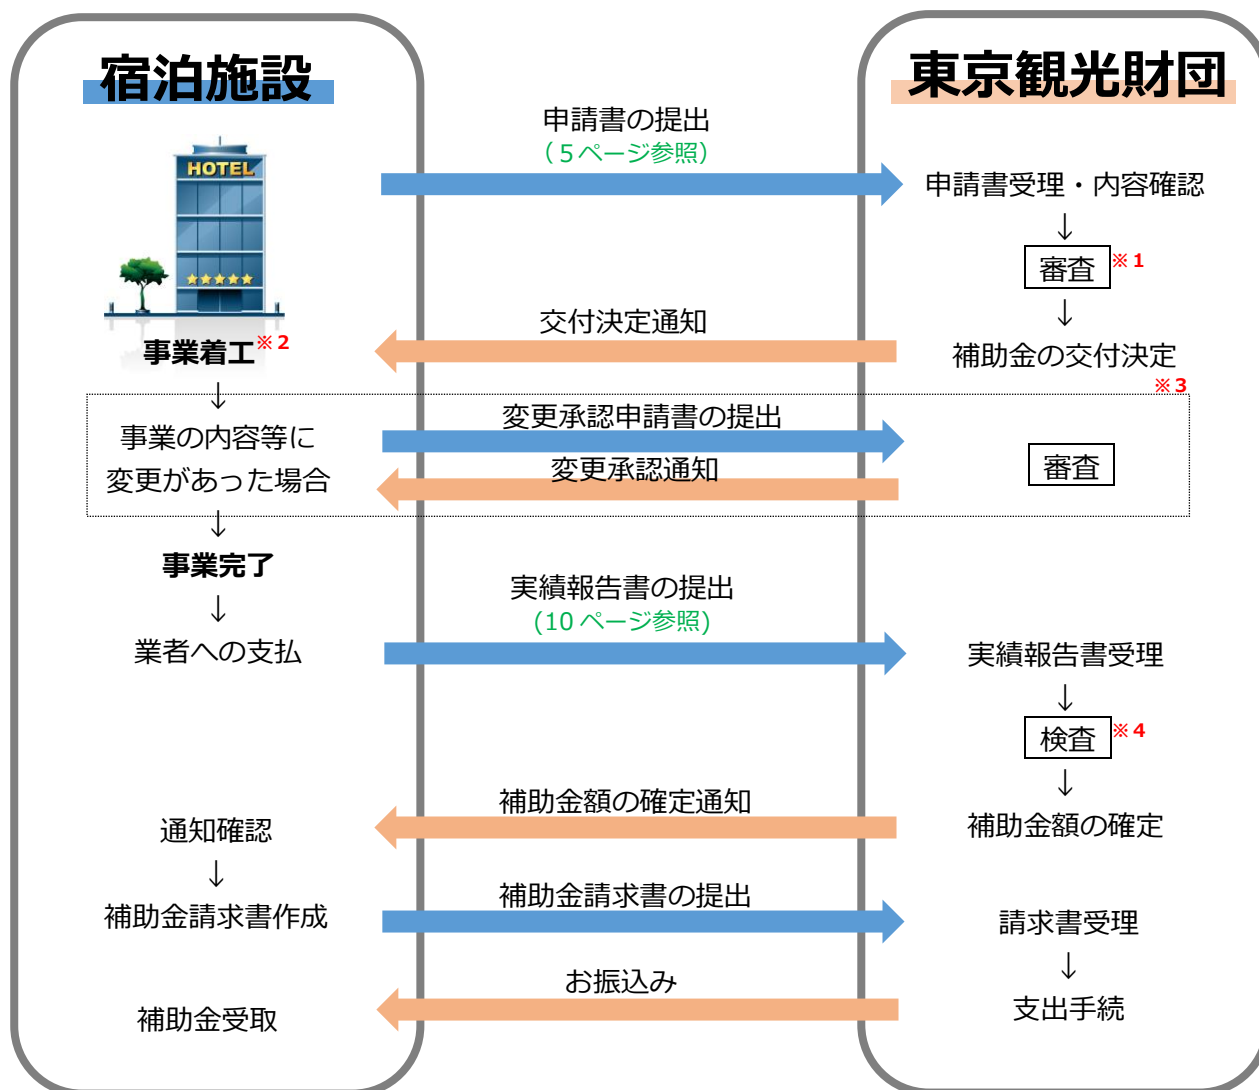 宿泊施設
東京観光財団
申請書の提出
（５ページ参照）
HOTEL
申請書受理・内容確認
↓
審査※１
↓
交付決定通知
事業着工※２
補助金の交付決定
※３
↓
変更承認申請書の提出
事業の内容等に
変更があった場合
変更承認通知
審査
↓
事業完了
↓
実績報告書の提出
(10 ページ参照)
業者への支払
実績報告書受理
↓
検査※４
↓
補助金額の確定通知
通知確認
補助金額の確定
↓
補助金請求書の提出
補助金請求書作成
請求書受理
↓
お振込み
補助金受取
支出手続